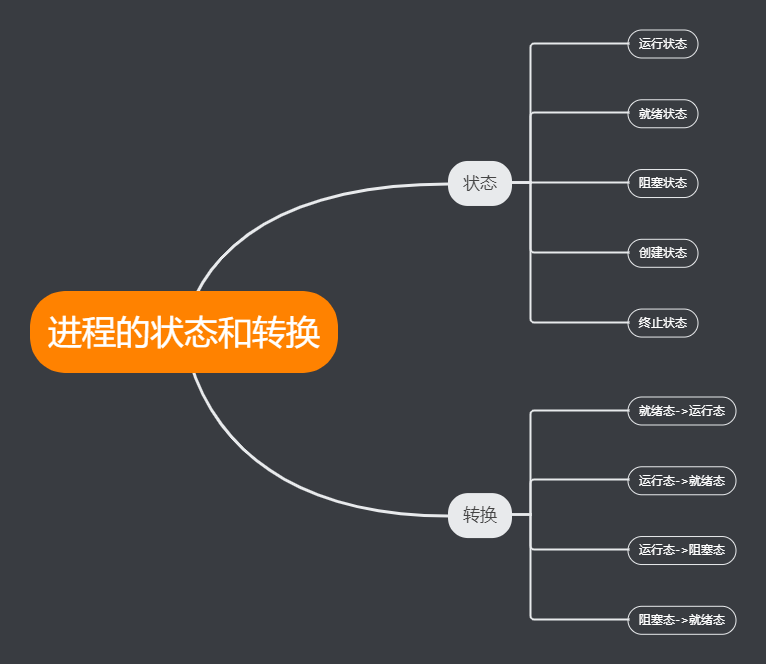 进程的状态和转换
状态
运行状态
就绪状态
阻塞状态
创建状态
终止状态
转换
就绪态->运行态
运行态->就绪态
运行态->阻塞态
阻塞态->就绪态